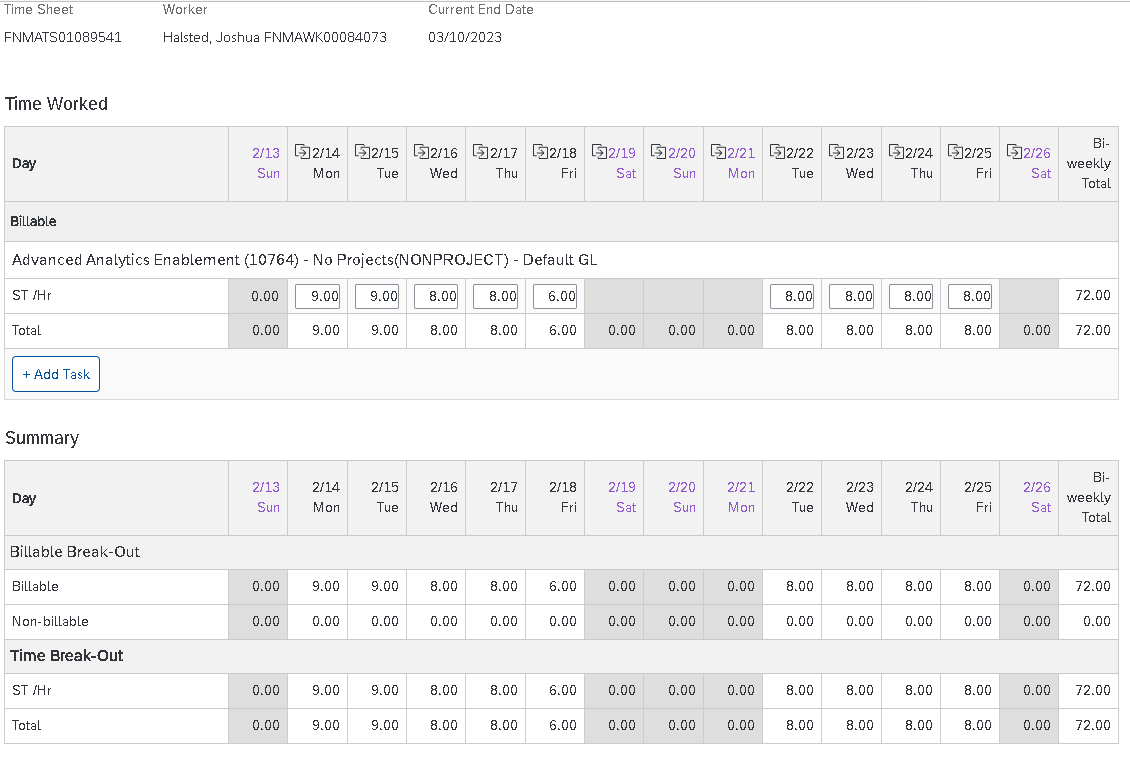 Time Sheet Worker Current End Date
FNMATS01089541 Halsted, Joshua FNMAWK00084073 03/10/2023
Time Worked
Day 2/13 Sun 2/14 Mon 2/15 Tue 2/16 Wed 2/17 Thu 2/18 Fri 2/19 Sat 2/20 Sun 2/21 Mon 2/22 Tue 2/23 Wed 2/24 Thu 2/25 Fri 2/26 Sat Bi-weekly Total
Billable
Advanced Analytics Enablement (10764) - No Projects(NONPROJECT) - Default GL
ST /Hr 0.00 9.00 9.00 8.00 8.00 6.00 8.00 8.00 8.00 8.00 72.00
Total 0.00 9.00 9.00 8.00 8.00 6.00 0.00 0.00 0.00 8.00 8.00 8.00 8.00 0.00 72.00
+ Add Task
Summary
Day 2/13 Sun 2/14 Mon 2/15 Tue 2/16 Wed 2/17 Thu 2/18 Fri 2/19 Sat 2/20 Sun 2/21 Mon 2/22 Tue 2/23 Wed 2/24 Thu 2/25 Fri 2/26 Sat Bi-weekly Total
Billable Break-Out
Billable 0.00 9.00 9.00 8.00 8.00 6.00 0.00 0.00 0.00 8.00 8.00 8.00 8.00 0.00 72.00
Non-billable 0.00 0.00 0.00 0.00 0.00 0.00 0.00 0.00 0.00 0.00 0.00 0.00 0.00 0.00 0.00
Time Break-Out
ST /Hr 0.00 9.00 9.00 8.00 8.00 6.00 0.00 0.00 0.00 8.00 8.00 8.00 8.00 0.00 72.00
Total 0.00 9.00 9.00 8.00 8.00 6.00 0.00 0.00 0.00 8.00 8.00 8.00 8.00 0.00 72.00